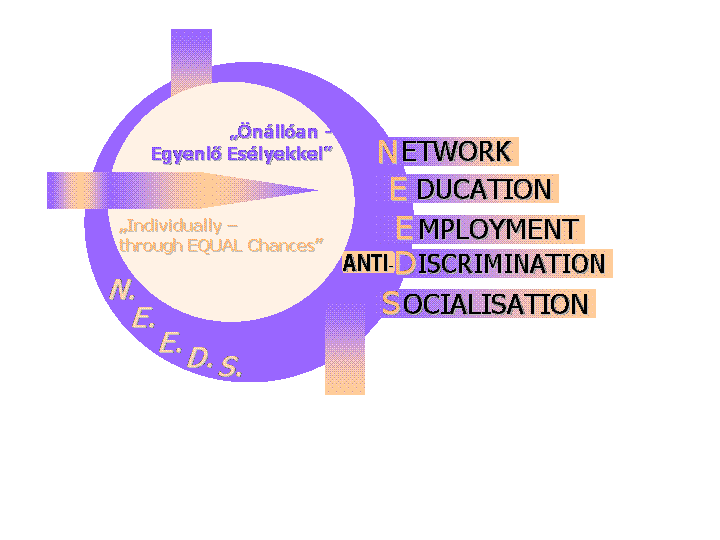 „Önállóan -
Egyenlő Esélyekkel”
„Individually –
through EQUAL Chances”
N.E.E.D.S.
NETWORK
EDUCATION
EMPLOYMENT
ANTI-DISCRIMINATION
SOCIALISATION